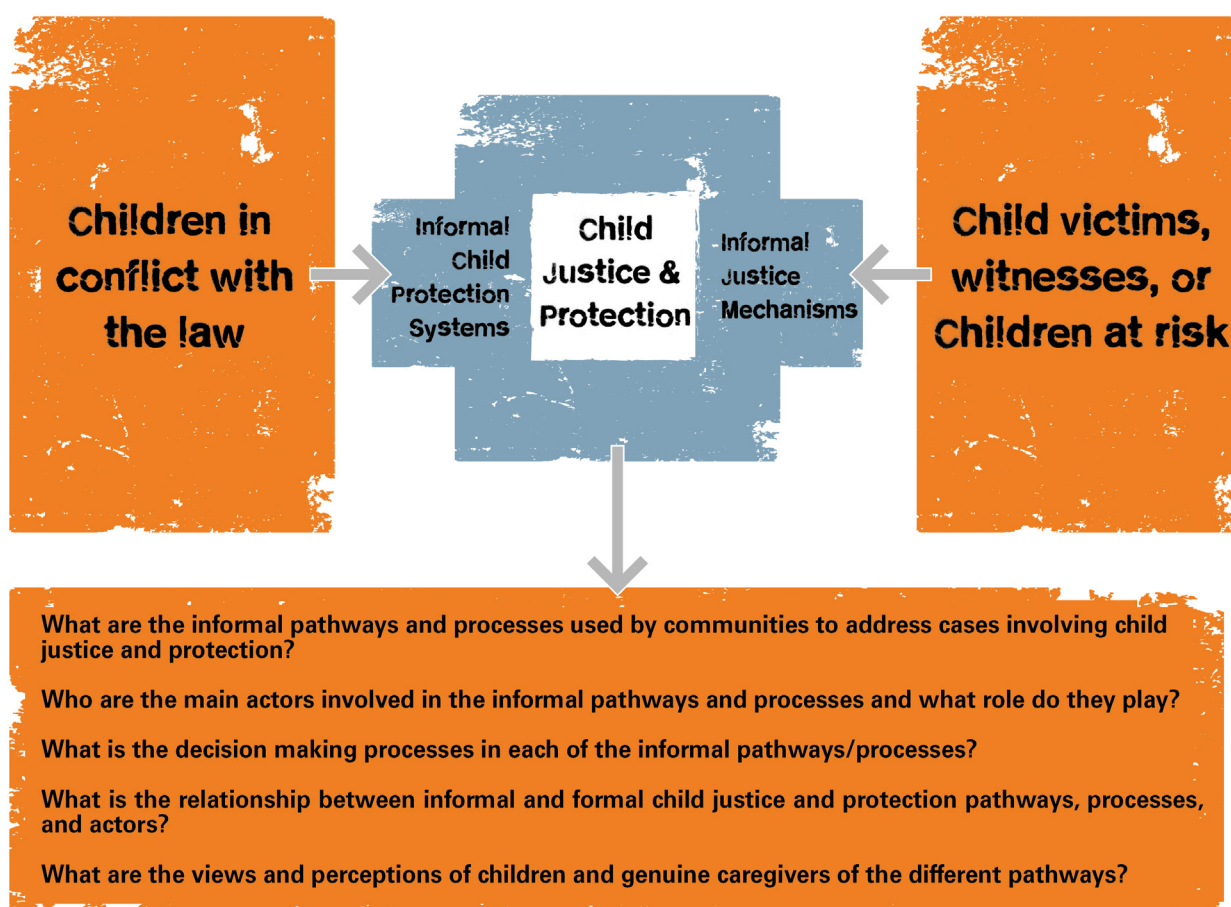 Children in
conflict with
the law
Informal
Child
Protection
Systems
Child
Justice &
Protection
Informal
Justice
Mechanisms
Child victims,
witnesses, or
Children at risk
What are the informal pathways and processes used by communities to address cases involving child
justice and protection?
Who are the main actors involved in the informal pathways and processes and what role do they play?
What is the decision making processes in each of the informal pathways/processes?
What is the relationship between informal and formal child justice and protection pathways, processes,
and actors?
What are the views and perceptions of children and genuine caregivers of the different pathways?